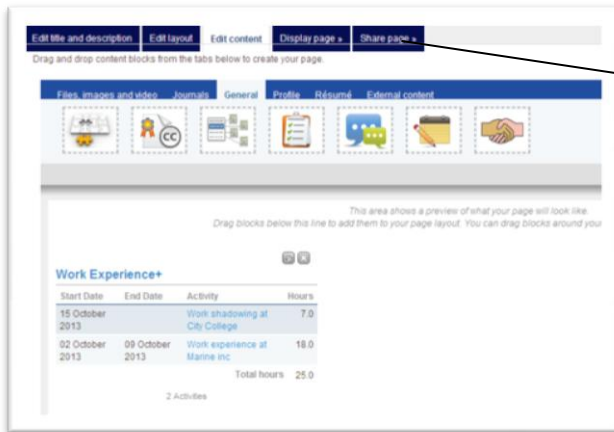 Edit title and description Edit layout Edit content Display page » Share page »
Drag and drop content blocks from the tabs below to create your page.
Files, images and video Journals General Profile Résumé External content
CC
This area shows a preview of what your page will look like.
Drag blocks below this line to add them to your page layout. You can drag blocks around you
Work Experience+
Start Date End Date Activity Hours
15 October 2013 Work shadowing at City College 7.0
02 October 2013 09 October 2013 Work experience at Marine inc 18.0
Total hours 25.0
2 Activities